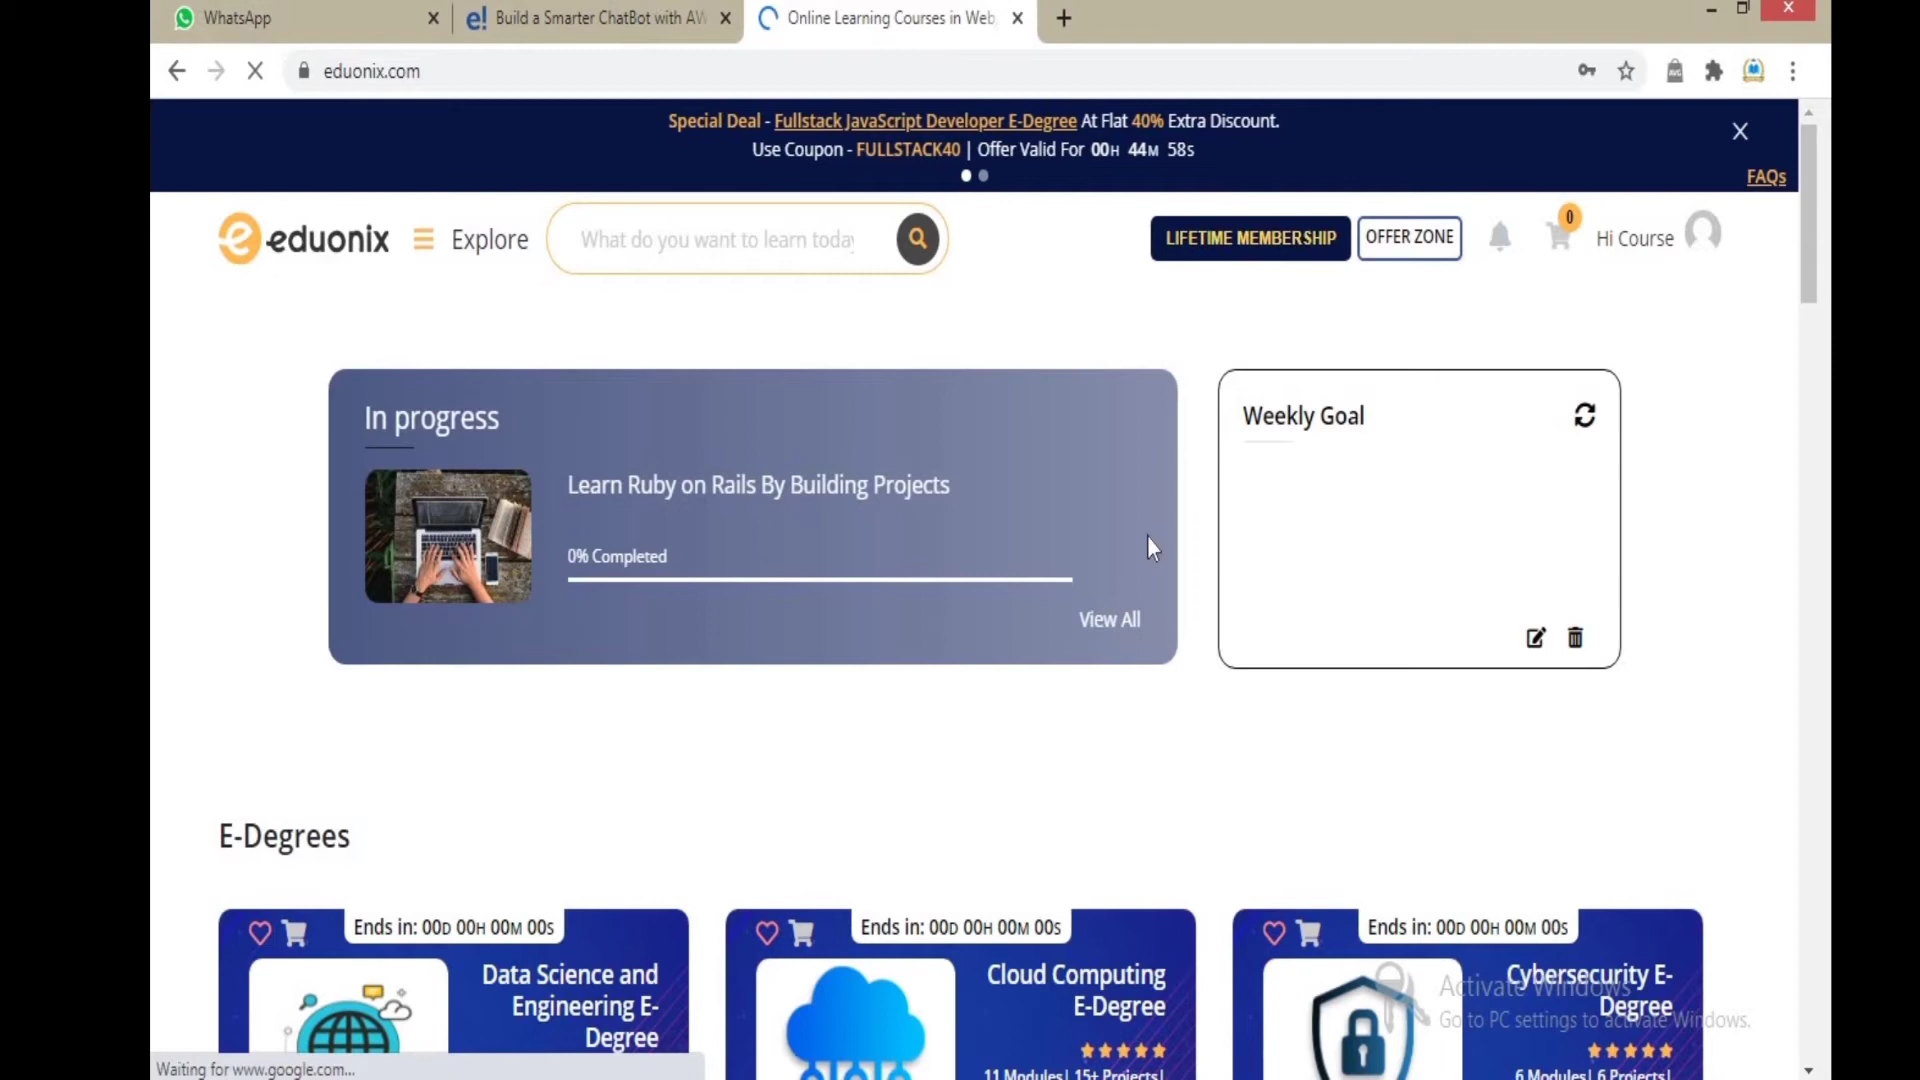 WhatsApp
Build a Smarter ChatBot with AW
Online Learning Courses in Web,
eduonix.com
Special Deal - Fullstack JavaScript Developer E-Degree At Flat 40% Extra Discount.
Use Coupon - FULLSTACK40 | Offer Valid For 00H 44M 58s
FAQs
eduonix
Explore
What do you want to learn today
LIFETIME MEMBERSHIP
OFFER ZONE
0
Hi Course
In progress
Learn Ruby on Rails By Building Projects
0% Completed
View All
Weekly Goal
E-Degrees
Ends in: 00D 00H 00M 00s
Data Science and
Engineering E-
Degree
Ends in: 00D 00H 00M 00s
Cloud Computing
E-Degree
11 Modules| 15+ Projects|
Ends in: 00D 00H 00M 00s
Cybersecurity E-
Degree
6 Modules| 6 Projects|
Activate Windows
Go to PC settings to activate Windows.
Waiting for www.google.com...